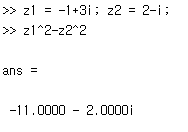 >> z1 = -1+3i; z2 = 2-i;
>> z1^2-z2^2
ans =
-11.0000 - 2.0000i